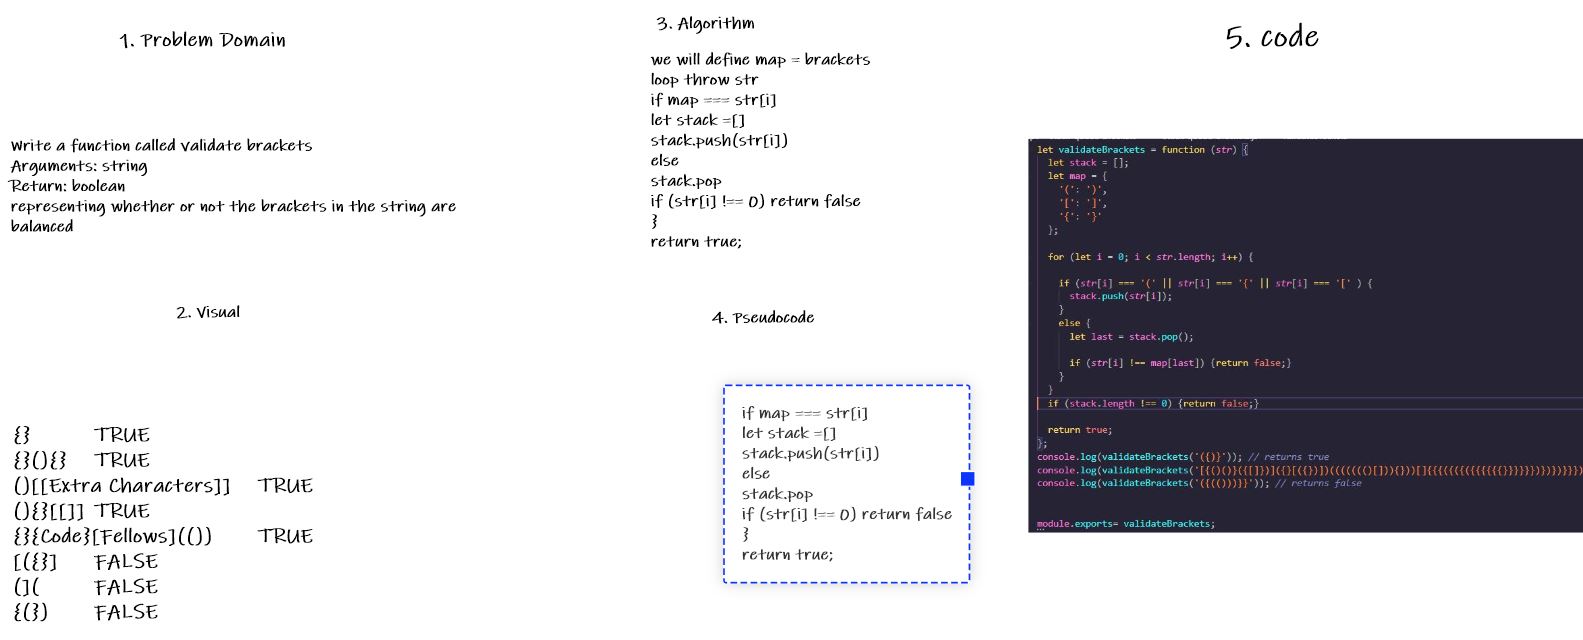 1. Problem Domain
Write a function called validate brackets
Arguments: string
Return: boolean
representing whether or not the brackets in the string are
balanced
2. Visual
{} TRUE
{}(){} TRUE
()[[Extra Characters]] TRUE
(){}[[]] TRUE
{}{Code}[Fellows](()) TRUE
[({}] FALSE
(]( FALSE
{(}) FALSE
3. Algorithm
we will define map = brackets
loop throw str
if map === str[i]
let stack =[]
stack.push(str[i])
else
stack.pop
if (str[i] !== 0) return false
}
return true;
4. Pseudocode
if map === str[i]
let stack =[]
stack.push(str[i])
else
stack.pop
if (str[i] !== 0) return false
}
return true;
5. code
let validateBrackets = function (str) {
let stack = [];
let map = {
'(': ')',
'[': ']',
'{': '}'
};
for (let i = 0; i < str.length; i++) {
if (str[i] === '(' || str[i] === '{' || str[i] === '[' ) {
stack.push(str[i]);
}
else {
let last = stack.pop();
if (str[i] !== map[last]) {return false;}
}
}
if (stack.length !== 0) {return false;}
return true;
};
console.log(validateBrackets('({)}')); // returns true
console.log(validateBrackets(
console.log(validateBrackets('({(()))}}')); // returns false
module.exports= validateBrackets;